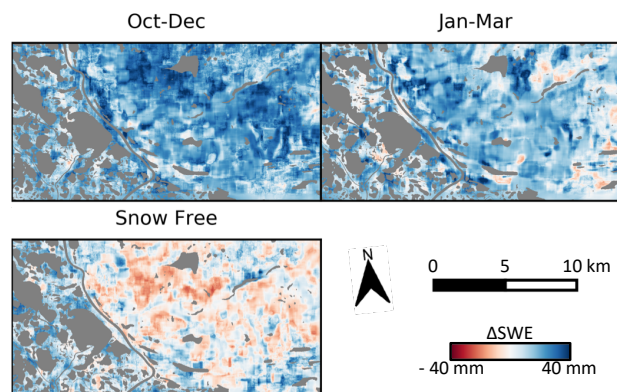 Oct-Dec
Jan-Mar
Snow Free
N
0 5 10 km
ΔSWE
- 40 mm 40 mm